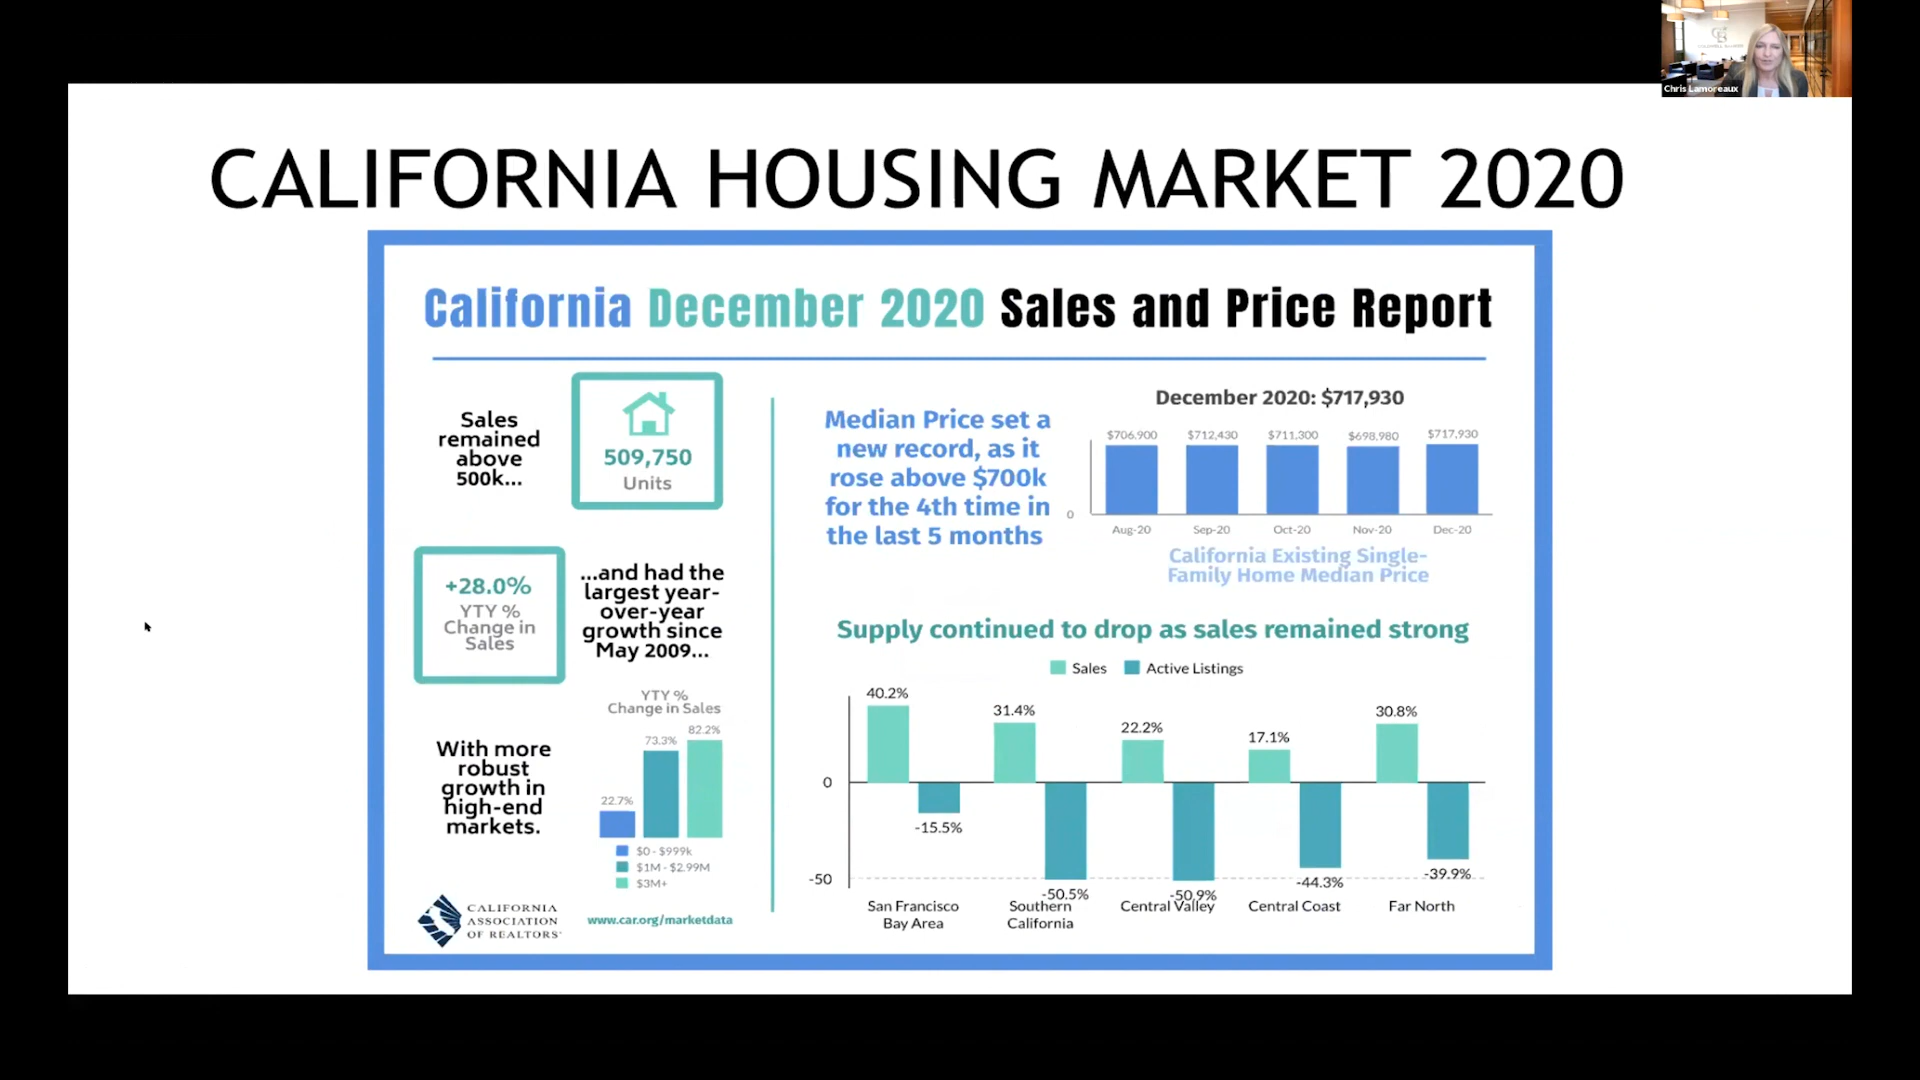 Chris Lamoreaux
CALIFORNIA HOUSING MARKET 2020
California December 2020 Sales and Price Report
Sales
remained
above
500k...
509,750
Units
+28.0%
YTY %
Change in
Sales
...and had the
largest year-
over-year
growth since
May 2009...
With more
robust
growth in
high-end
markets.
YTY %
Change in Sales
22.7%
73.3%
82.2%
$0 - $999k
$1M - $2.99M
$3M+
CALIFORNIA
ASSOCIATION
OF REALTORS®
www.car.org/marketdata
Median Price set a
new record, as it
rose above $700k
for the 4th time in
the last 5 months
December 2020: $717,930
$706,900 $712,430 $711,300 $698,980 $717,930
0
Aug-20 Sep-20 Oct-20 Nov-20 Dec-20
California Existing Single-
Family Home Median Price
Supply continued to drop as sales remained strong
Sales Active Listings
40.2% 31.4% 22.2% 17.1% 30.8%
0
-15.5% -50.5% -50.9% -44.3% -39.9%
-50
San Francisco
Bay Area
Southern
California
Central Valley
Central Coast
Far North